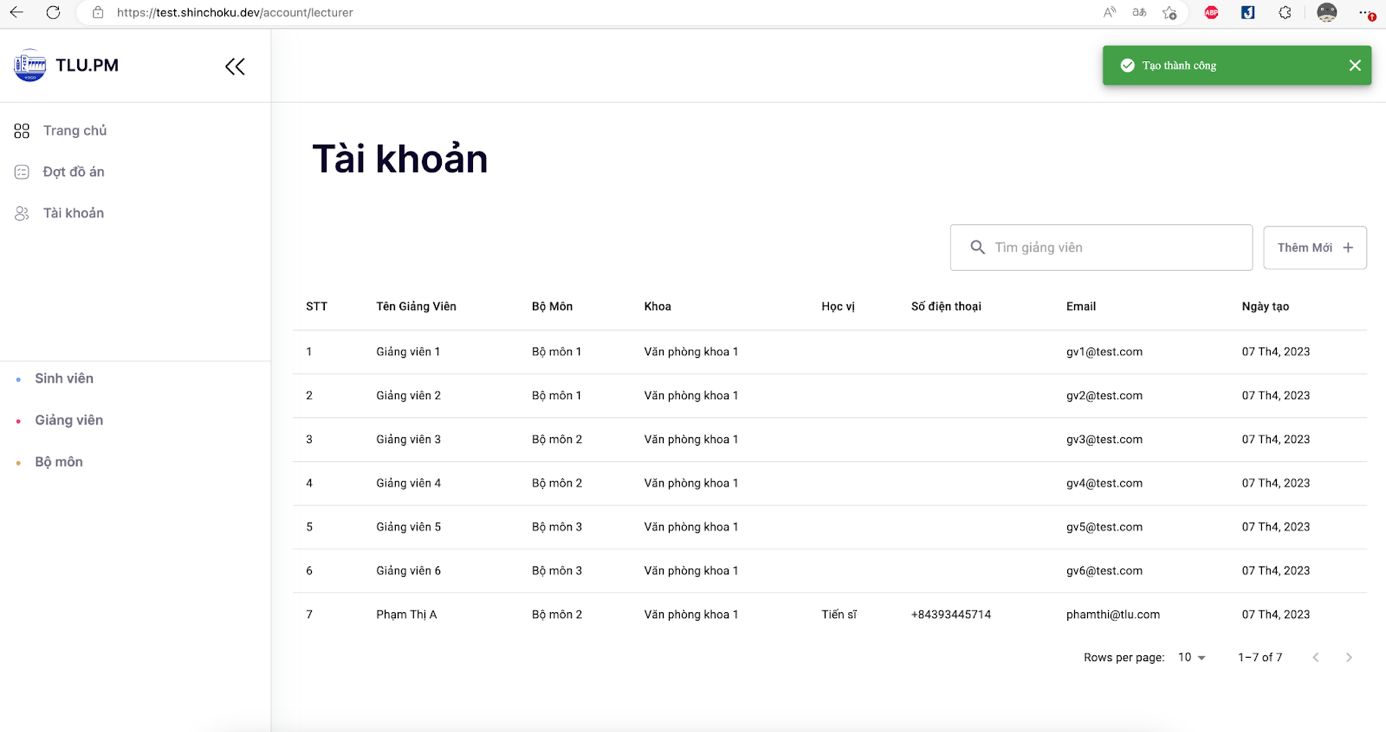 https://test.shinchoku.dev/account/lecturer
TLU.PM
Tạo thành công
Trang chủ
Đợt đồ án
Tài khoản
Sinh viên
Giảng viên
Bộ môn
Tài khoản
Tìm giảng viên
Thêm Mới +
STT Tên Giảng Viên Bộ Môn Khoa Học vị Số điện thoại Email Ngày tạo
1 Giảng viên 1 Bộ môn 1 Văn phòng khoa 1 gv1@test.com 07 Th4, 2023
2 Giảng viên 2 Bộ môn 1 Văn phòng khoa 1 gv2@test.com 07 Th4, 2023
3 Giảng viên 3 Bộ môn 2 Văn phòng khoa 1 gv3@test.com 07 Th4, 2023
4 Giảng viên 4 Bộ môn 2 Văn phòng khoa 1 gv4@test.com 07 Th4, 2023
5 Giảng viên 5 Bộ môn 3 Văn phòng khoa 1 gv5@test.com 07 Th4, 2023
6 Giảng viên 6 Bộ môn 3 Văn phòng khoa 1 gv6@test.com 07 Th4, 2023
7 Phạm Thị A Bộ môn 2 Văn phòng khoa 1 Tiến sĩ +84393445714 phamthi@tlu.com 07 Th4, 2023
Rows per page: 10 1–7 of 7